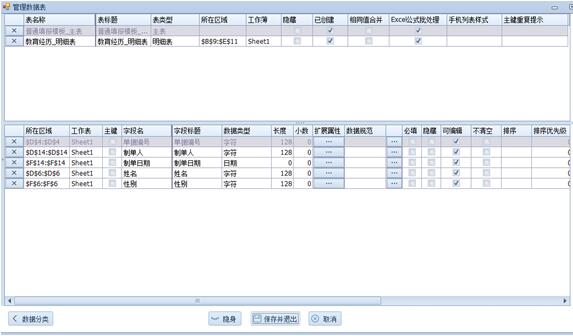 管理数据表
表名称 表标题 表类型 所在区域 工作簿 隐藏 已创建 相同值合并 Excel公式批处理 手机列表样式 主键重复提示
普通填报模板_主表 普通填报模板_... 主表
教育经历_明细表 教育经历_明细表 明细表 $B$9:$E$11 Sheet1
所在区域 工作表 主键 字段名 字段标题 数据类型 长度 小数 扩展属性 数据规范 必填 隐藏 可编辑 不清空 排序 排序优先级
$D$4:$D$4 Sheet1 单据编号 单据编号 字符 128 0 ... ... 0
$D$14:$D$14 Sheet1 制单人 制单人 字符 128 0 ... ... 0
$F$14:$F$14 Sheet1 制单日期 制单日期 日期 0 0 ... ... 0
$D$6:$D$6 Sheet1 姓名 姓名 字符 128 0 ... ... 0
$F$6:$F$6 Sheet1 性别 性别 字符 128 0 ... ... 0
数据分类 隐身 保存并退出 取消